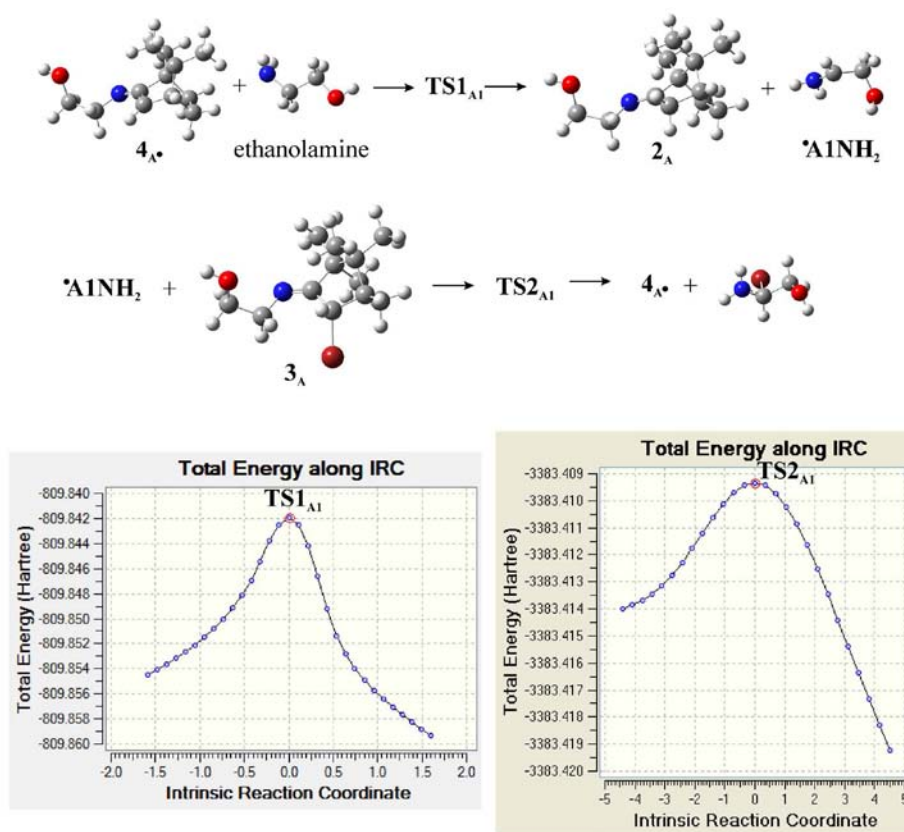 + TS1A1 +
4A• ethanolamine 2A •A1NH2
•A1NH2 + TS2A1 4A• +
3A
Total Energy along IRC
TS1A1
Total Energy (Hartree)
-809.840
-809.842
-809.844
-809.846
-809.848
-809.850
-809.852
-809.854
-809.856
-809.858
-809.860
-2.0 -1.5 -1.0 -0.5 0.0 0.5 1.0 1.5 2.0
Intrinsic Reaction Coordinate
Total Energy along IRC
TS2A1
Total Energy (Hartree)
-3383.409
-3383.410
-3383.411
-3383.412
-3383.413
-3383.414
-3383.415
-3383.416
-3383.417
-3383.418
-3383.419
-3383.420
-5 -4 -3 -2 -1 0 1 2 3 4 5
Intrinsic Reaction Coordinate